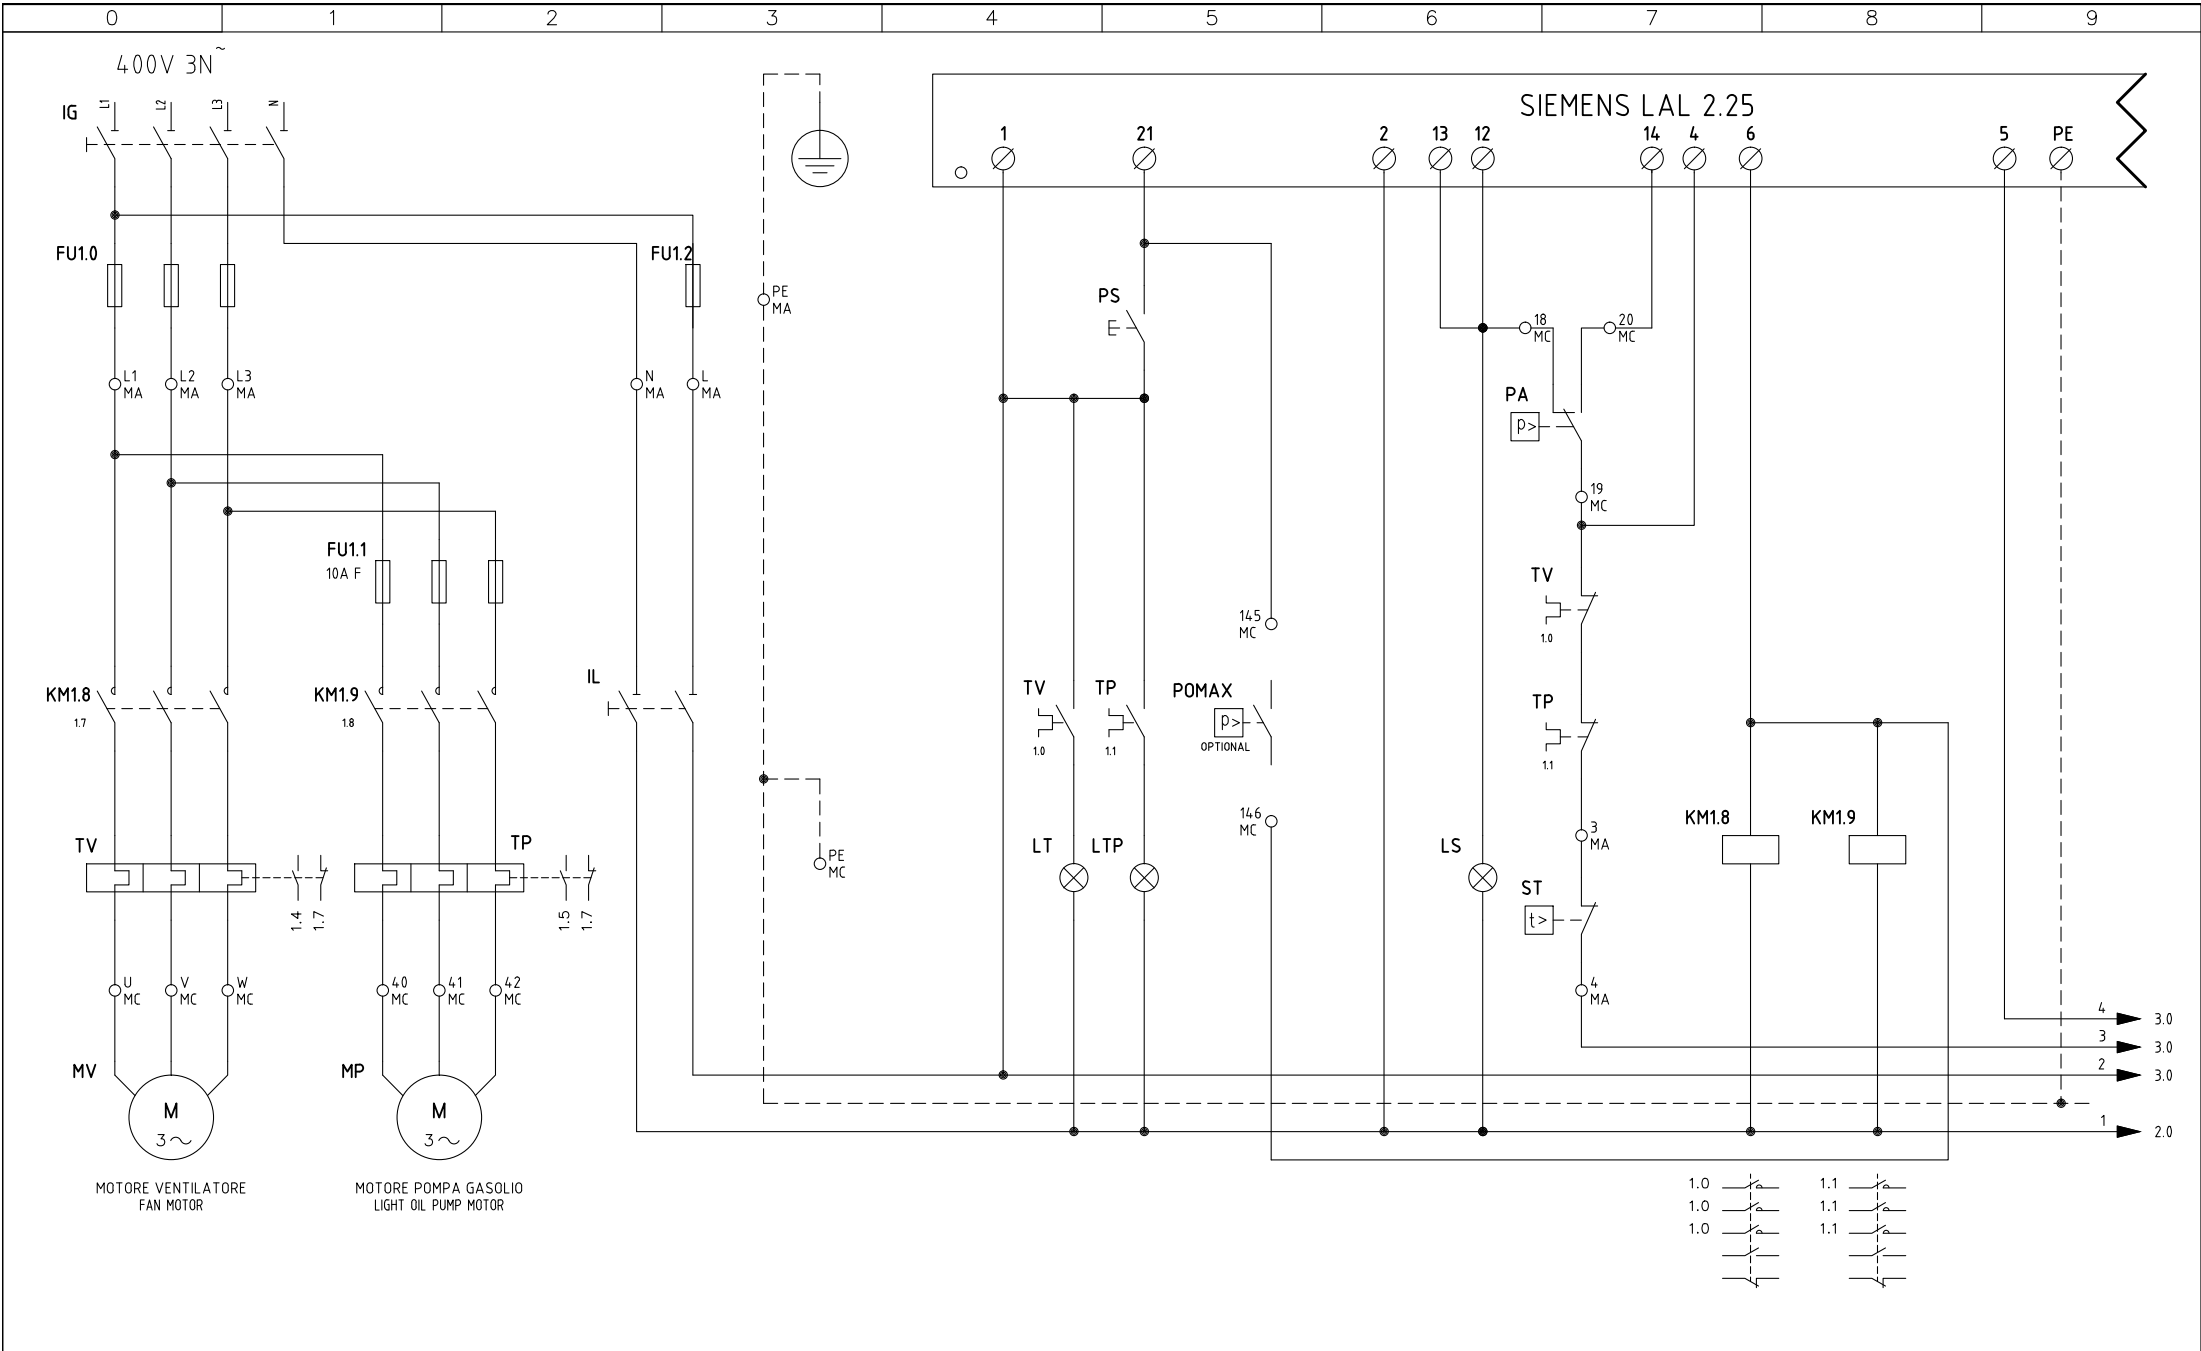 0 1 2 3 4 5 6 7 8 9
400V 3N~
SIEMENS LAL 2.25
IG L1 L2 L3 N
1 21 2 13 12 14 4 6 5 PE
FU1.0 FU1.2
PE
MA
PS
18
MC
20
MC
L1
MA
L2
MA
L3
MA
N
MA
L
MA
PA
p>
19
MC
FU1.1
10A F
TV
1.0
145
MC
KM1.8
1.7
KM1.9
1.8
IL
TV
1.0
TP
1.1
POMAX
p>
OPTIONAL
TP
1.1
146
MC
KM1.8 KM1.9
3
MA
TV TP
LT LTP LS
PE
MC
ST
t>
1.4 1.7
1.5 1.7
U
MC
V
MC
W
MC
40
MC
41
MC
42
MC
4
MA
4 3.0
3 3.0
2 3.0
1 2.0
MV
M
3~
MP
M
3~
MOTORE VENTILATORE
FAN MOTOR
MOTORE POMPA GASOLIO
LIGHT OIL PUMP MOTOR
1.0 1.1
1.0 1.1
1.0 1.1